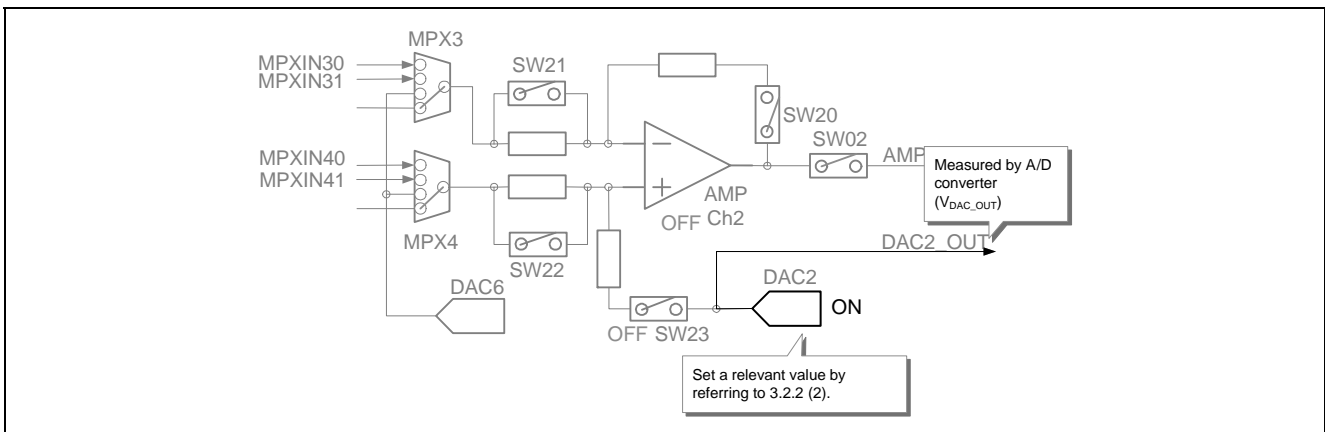 MPX3
MPXIN30
MPXIN31
SW21
SW20
SW02
AMP
Measured by A/D
converter
(VDAC_OUT)
MPXIN40
MPXIN41
AMP
OFF Ch2
MPX4
SW22
DAC2_OUT
DAC6
DAC2
ON
OFF SW23
Set a relevant value by
referring to 3.2.2 (2).